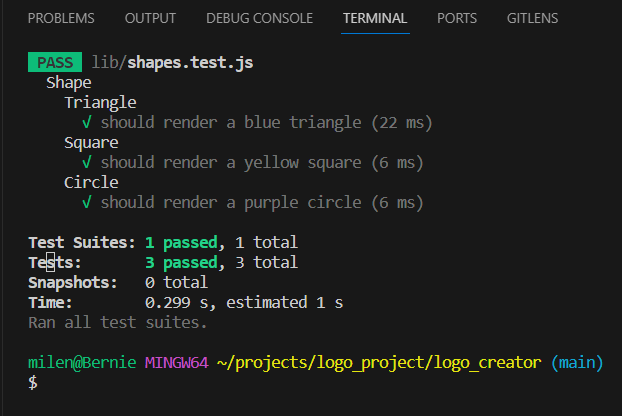 PROBLEMS OUTPUT DEBUG CONSOLE TERMINAL PORTS GITLENS
PASS lib/shapes.test.js
Shape
Triangle
√ should render a blue triangle (22 ms)
Square
√ should render a yellow square (6 ms)
Circle
√ should render a purple circle (6 ms)
Test Suites: 1 passed, 1 total
Tests: 3 passed, 3 total
Snapshots: 0 total
Time: 0.299 s, estimated 1 s
Ran all test suites.
milen@Bernie MINGW64 ~/projects/logo_project/logo_creator (main)
$